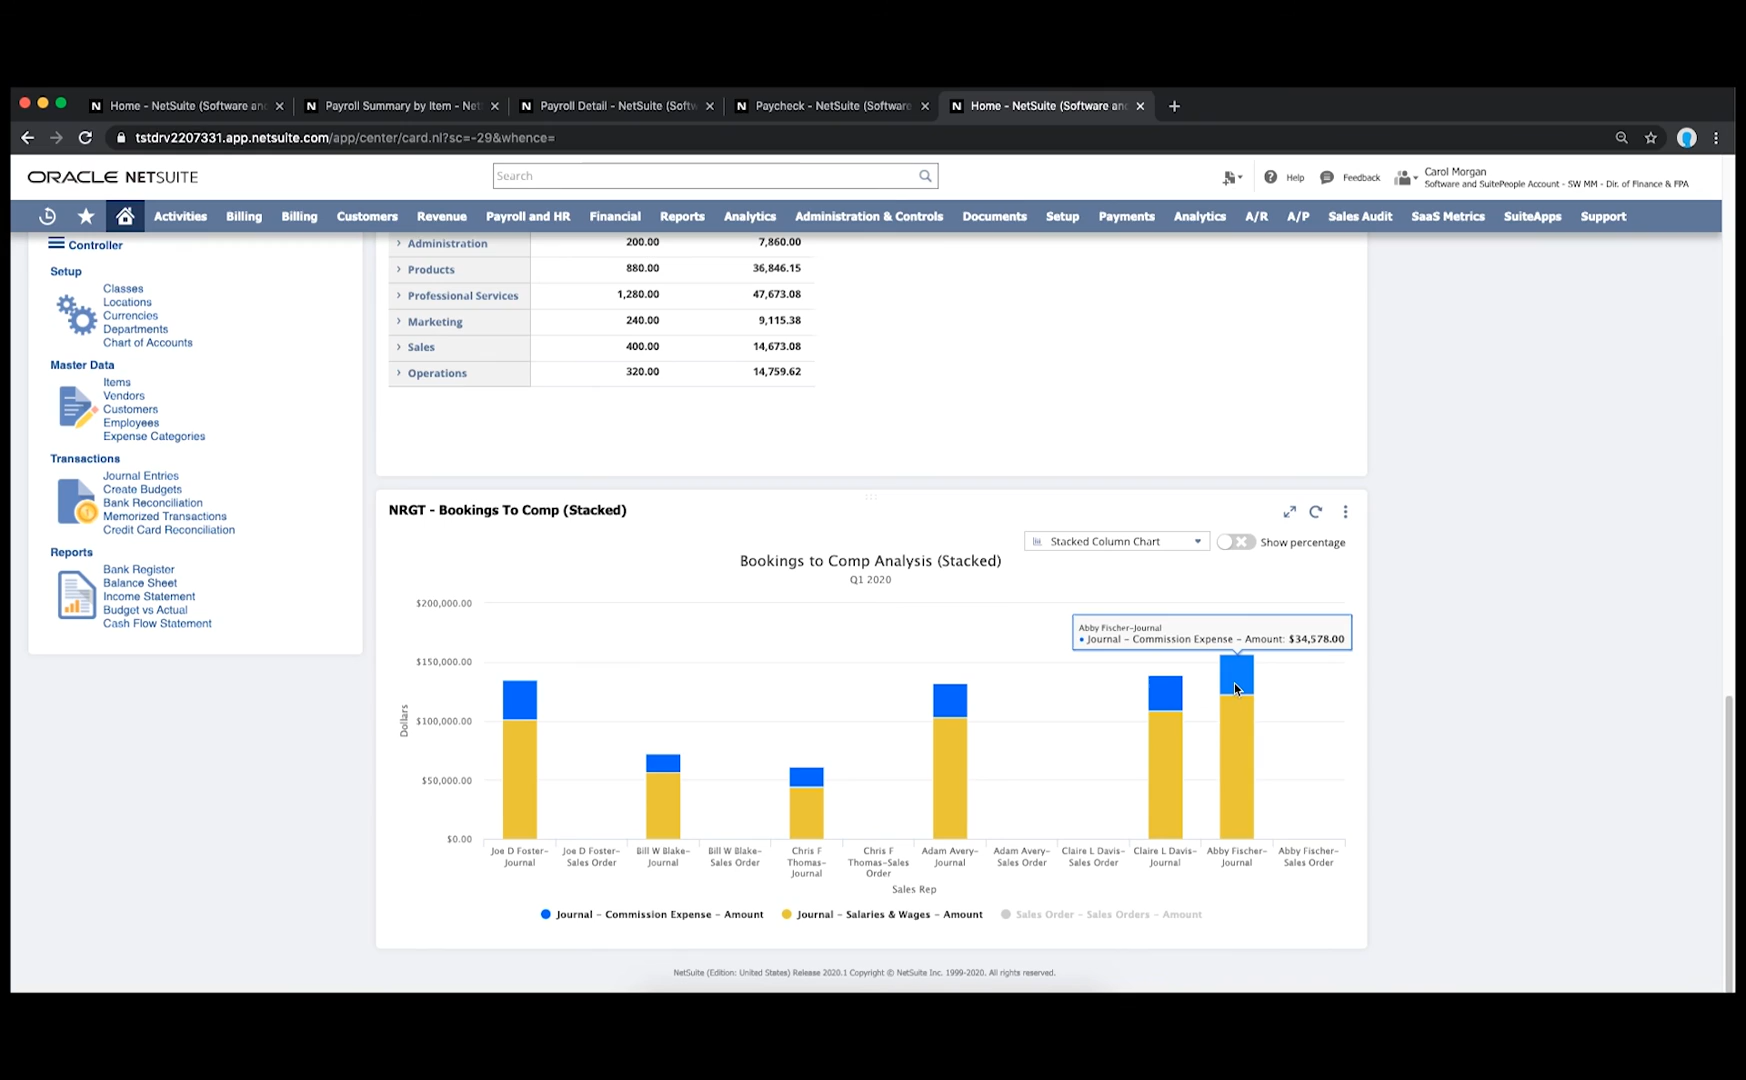 Home - NetSuite (Software an
Payroll Summary by Item - Net
Payroll Detail - NetSuite (Softw
Paycheck - NetSuite (Software
Home - NetSuite (Software an
tstdrv2207331.app.netsuite.com/app/center/card.nl?sc=-29&whence=
ORACLE NETSUITE
Search
Help
Feedback
Carol Morgan
Software and SuitePeople Account - SW MM - Dir. of Finance & FPA
Activities Billing Billing Customers Revenue Payroll and HR Financial Reports Analytics Administration & Controls Documents Setup Payments Analytics A/R A/P Sales Audit SaaS Metrics SuiteApps Support
Controller
Setup
Classes
Locations
Currencies
Departments
Chart of Accounts
Master Data
Items
Vendors
Customers
Employees
Expense Categories
Transactions
Journal Entries
Create Budgets
Bank Reconciliation
Memorized Transactions
Credit Card Reconciliation
Reports
Bank Register
Balance Sheet
Income Statement
Budget vs Actual
Cash Flow Statement
Administration 200.00 7,860.00
Products 880.00 36,846.15
Professional Services 1,280.00 47,673.08
Marketing 240.00 9,115.38
Sales 400.00 14,673.08
Operations 320.00 14,759.62
NRGT - Bookings To Comp (Stacked)
Stacked Column Chart
Show percentage
Bookings to Comp Analysis (Stacked)
Q1 2020
$200,000.00
$150,000.00
$100,000.00
$50,000.00
$0.00
Dollars
Abby Fischer-Journal
• Journal - Commission Expense - Amount: $34,578.00
Joe D Foster-
Journal
Joe D Foster-
Sales Order
Bill W Blake-
Journal
Bill W Blake-
Sales Order
Chris F
Thomas-
Journal
Chris F
Thomas-Sales
Order
Adam Avery-
Journal
Adam Avery-
Sales Order
Claire L Davis-
Sales Order
Claire L Davis-
Journal
Abby Fischer-
Journal
Abby Fischer-
Sales Order
Sales Rep
Journal - Commission Expense - Amount
Journal - Salaries & Wages - Amount
Sales Order - Sales Orders - Amount
NetSuite (Edition: United States) Release 2020.1 Copyright © NetSuite Inc. 1999-2020. All rights reserved.